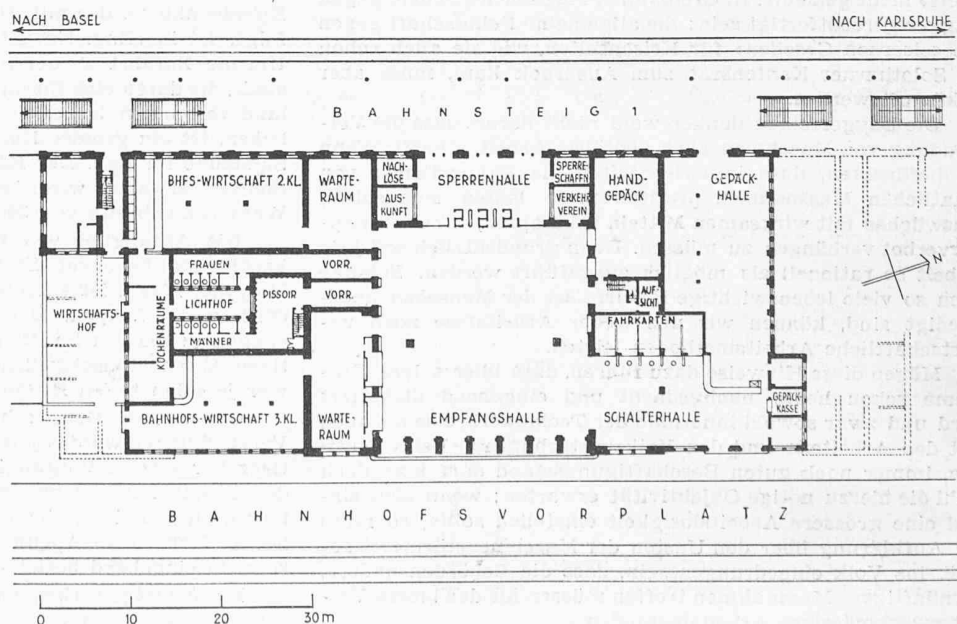 NACH BASEL
NACH KARLSRUHE
BAHNSTEIG 1
BHFS-WIRTSCHAFT 2. KL.
WARTE-
RAUM
NACH-
LÖSE
AUS-
KUNFT
SPERRENHALLE
SPERRE-
SCHAFFN.
VERKEHR
VEREIN
HAND-
GEPÄCK
GEPÄCK-
HALLE
N
WIRTSCHAFTS-
HOF
KÜCHENRÄUME
FRAUEN
LICHTHOF
MÄNNER
PISSOIR
VORR.
VORR.
AUF-
SICHT
FAHRKARTEN
BAHNHOFS-WIRTSCHAFT 3. KL.
WARTE-
RAUM
EMPFANGSHALLE
SCHALTERHALLE
GEPÄCK-
KASSE
BAHNHOFSVORPLATZ
0 10 20 30 m